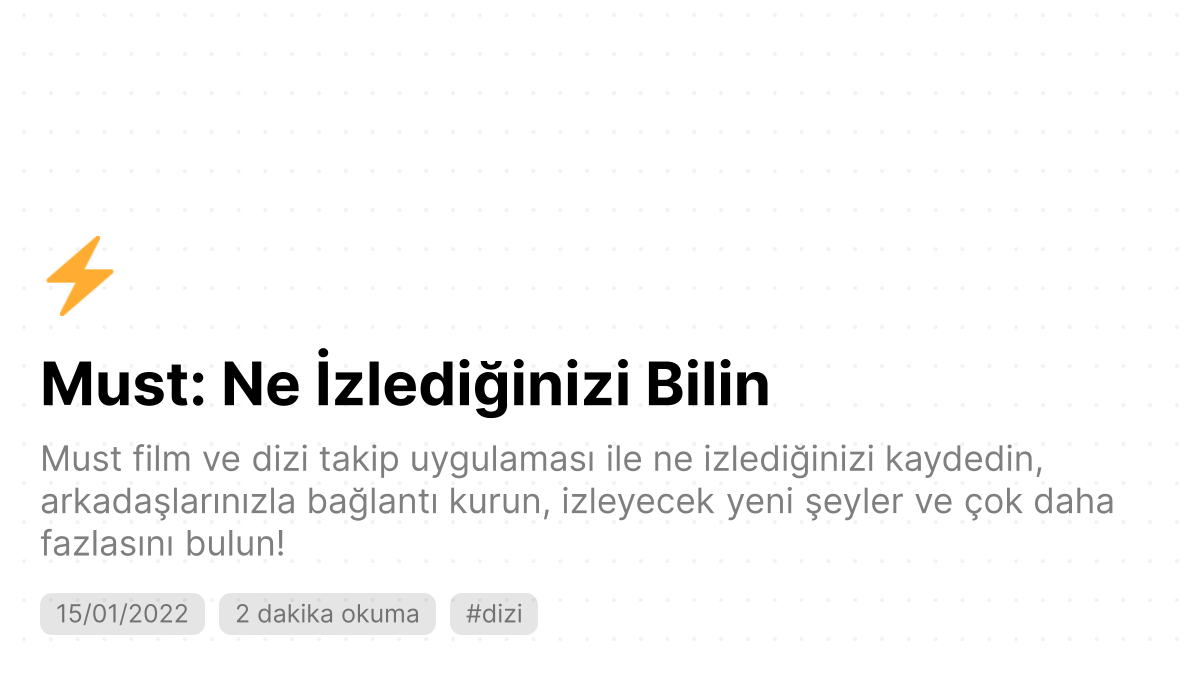 Must: Ne İzlediğinizi Bilin
Must film ve dizi takip uygulaması ile ne izlediğinizi kaydedin,
arkadaşlarınızla bağlantı kurun, izleyecek yeni şeyler ve çok daha
fazlasını bulun!
15/01/2022 2 dakika okuma #dizi